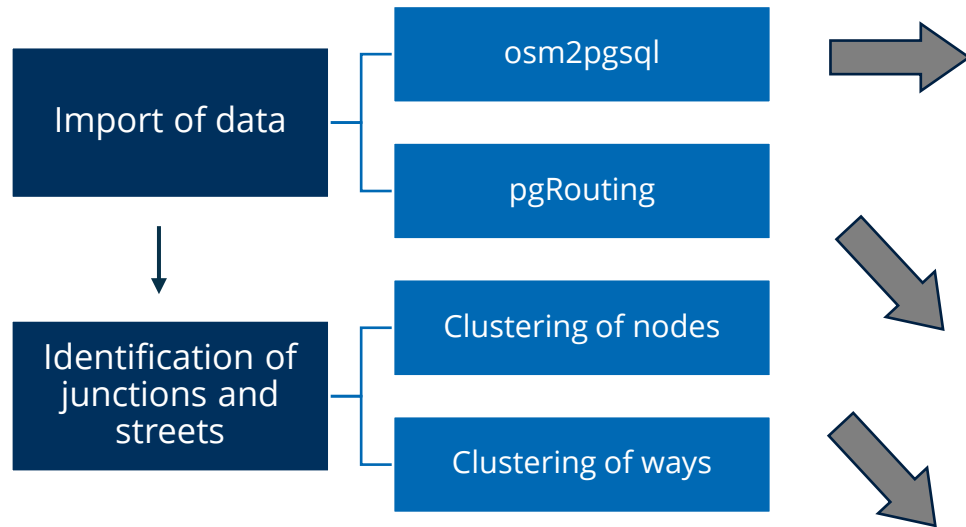 Import of data
osm2pgsql
pgRouting
Identification of
junctions and
streets
Clustering of nodes
Clustering of ways